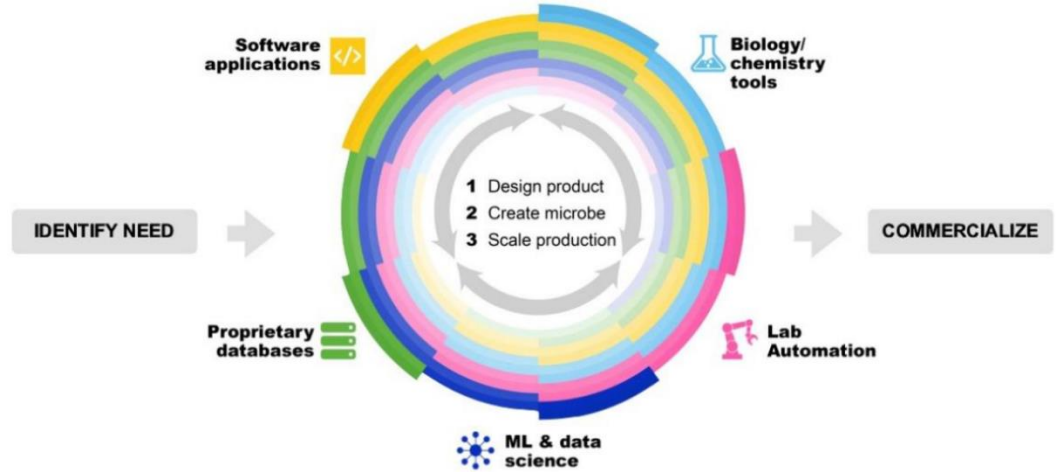 Software
applications
</>
Biology/
chemistry
tools
IDENTIFY NEED
1 Design product
2 Create microbe
3 Scale production
COMMERCIALIZE
Proprietary
databases
Lab
Automation
ML & data
science